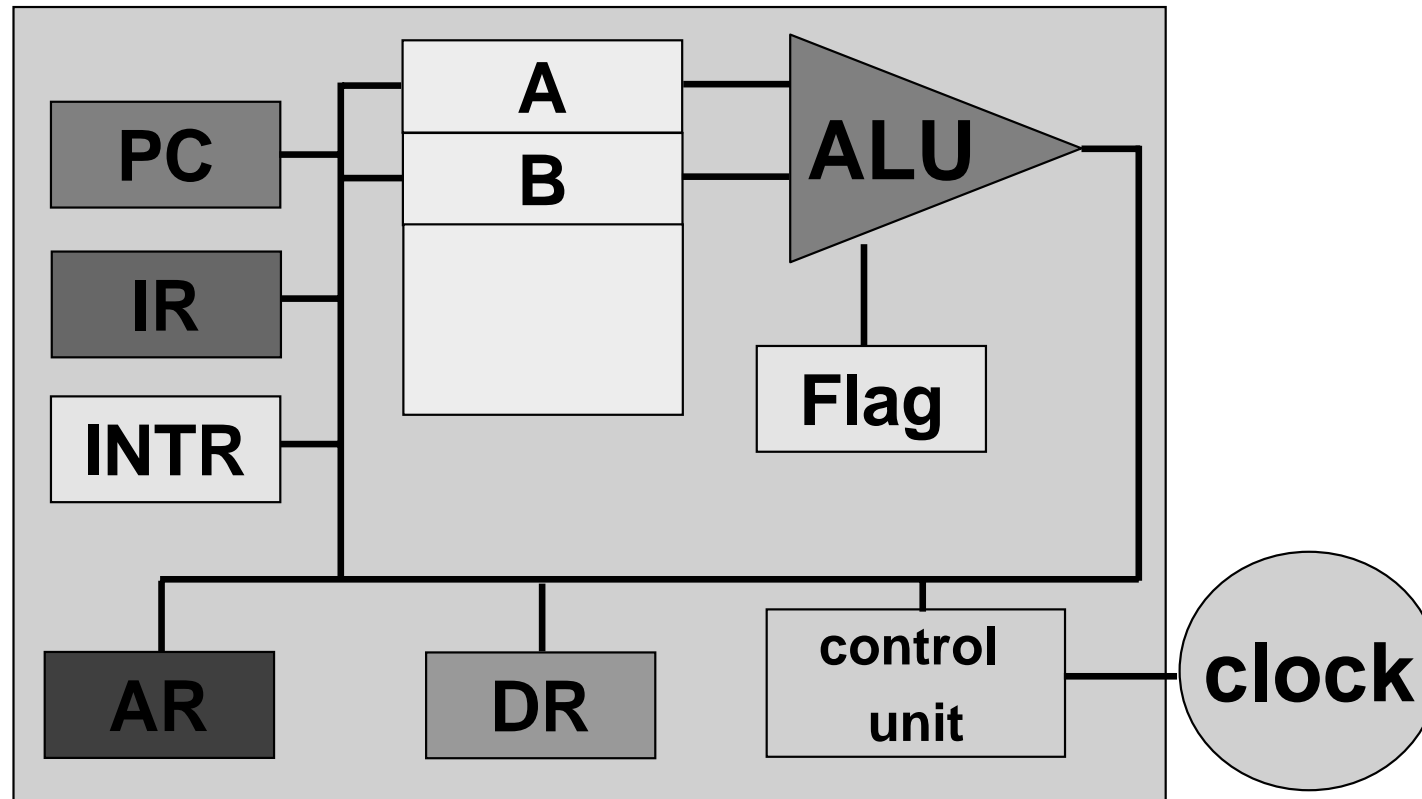 A
PC
ALU
B
IR
Flag
INTR
control
unit
clock
AR
DR